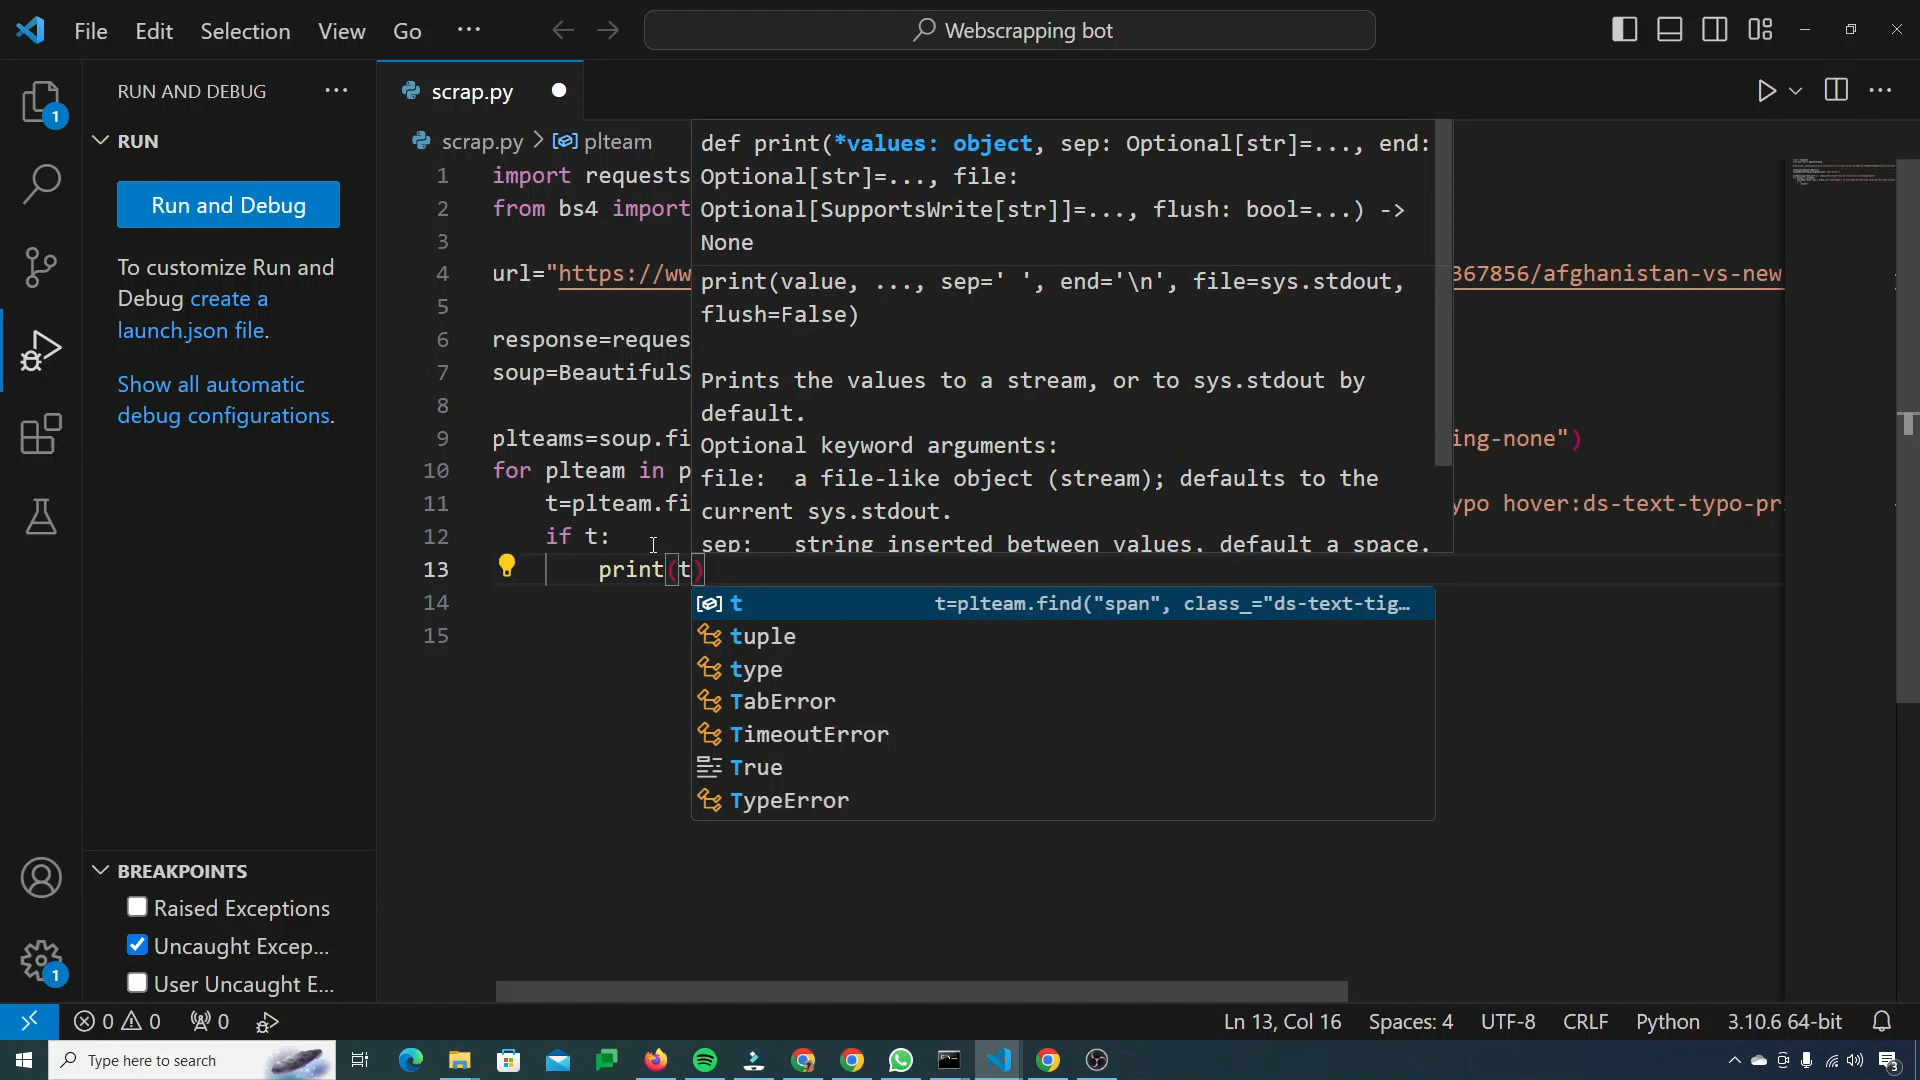 File Edit Selection View Go ··· Webscrapping bot
RUN AND DEBUG ···
RUN
Run and Debug
To customize Run and
Debug create a
launch.json file.
Show all automatic
debug configurations.
BREAKPOINTS
Raised Exceptions
Uncaught Excep...
User Uncaught E...
1
1
scrap.py
scrap.py > plteam
1 import requests
2 from bs4 import
3
4 url="https://ww 367856/afghanistan-vs-new
5
6 response=reques
7 soup=BeautifulS
8
9 plteams=soup.fi ing-none")
10 for plteam in p
11 t=plteam.fi ypo hover:ds-text-typo-pr
12 if t:
13 print(t)
14
15
def print(*values: object, sep: Optional[str]=..., end:
Optional[str]=..., file:
Optional[SupportsWrite[str]]=..., flush: bool=...) ->
None
print(value, ..., sep=' ', end='\n', file=sys.stdout,
flush=False)
Prints the values to a stream, or to sys.stdout by
default.
Optional keyword arguments:
file: a file-like object (stream); defaults to the
current sys.stdout.
sep: string inserted between values, default a space.
t t=plteam.find("span", class_="ds-text-tig...
tuple
type
TabError
TimeoutError
True
TypeError
0 0 0 Ln 13, Col 16 Spaces: 4 UTF-8 CRLF Python 3.10.6 64-bit
Type here to search 3